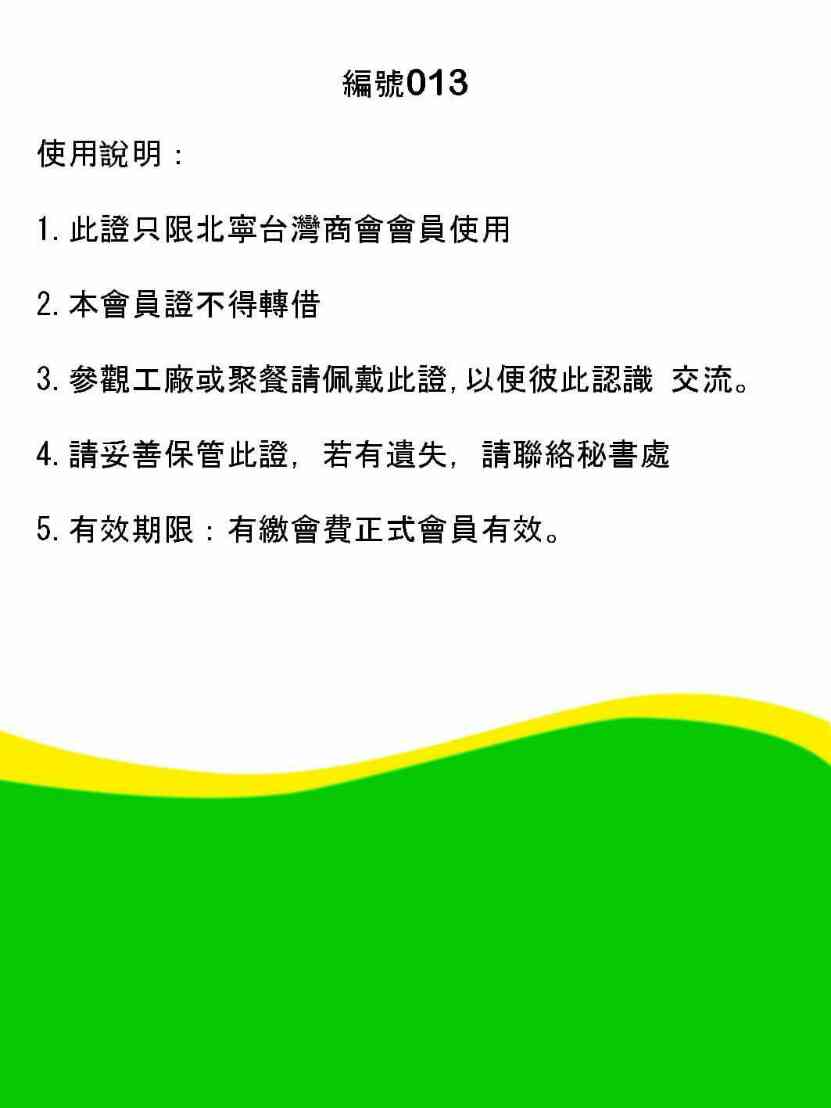 編號013
使用說明：
1.此證只限北寧台灣商會會員使用
2.本會員證不得轉借
3.參觀工廠或聚餐請佩戴此證,以便彼此認識 交流。
4.請妥善保管此證, 若有遺失, 請聯絡秘書處
5.有效期限：有繳會費正式會員有效。